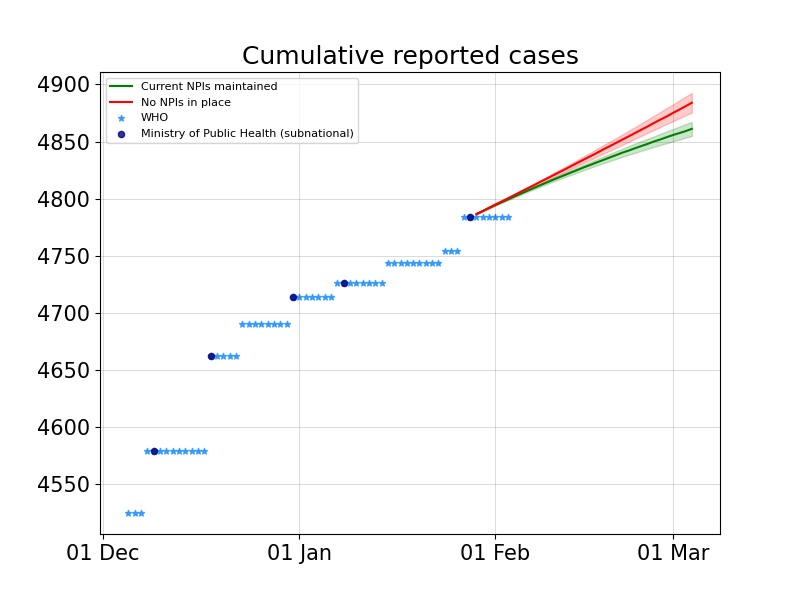 Cumulative reported cases
Current NPIs maintained
No NPIs in place
WHO
Ministry of Public Health (subnational)
4900
4850
4800
4750
4700
4650
4600
4550
01 Dec
01 Jan
01 Feb
01 Mar